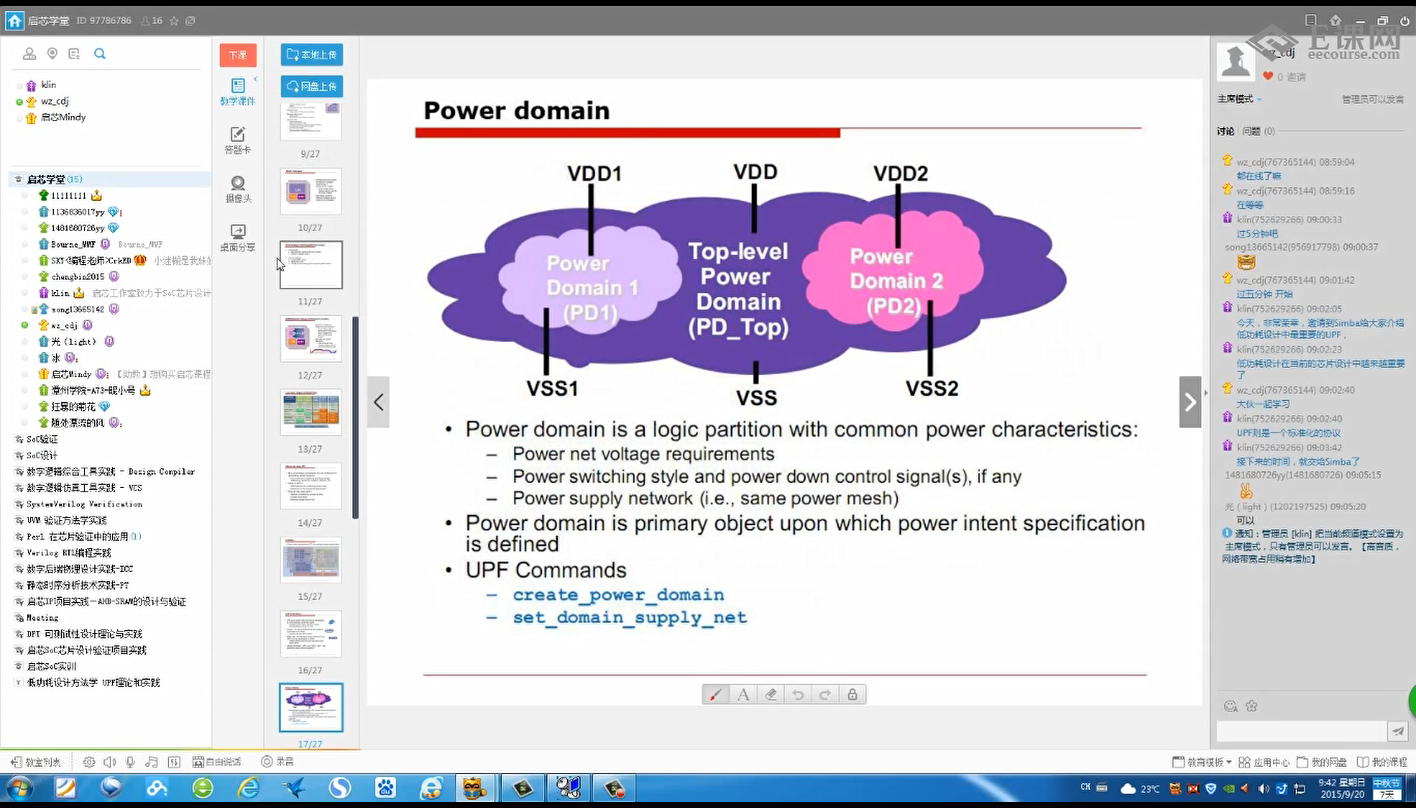 启芯学堂 ID 97786786 16
E课网
eecourse.com
klin
wz_cdj
启芯Mindy
启芯学堂 (15)
11111111
1136836017yy
1481680726yy
Bourne_MWF Bourne_MWF
chengbin2015
klin 启芯工作室致力于SoC芯片设计
song13665142
wz_cdj
光 (light)
冰
启芯Mindy
狂暴的菊花
随处漂流的风
SoC验证
SoC设计
数字逻辑综合工具实践 - Design Compiler
数字逻辑仿真工具实践 - VCS
SystemVerilog Verification
UVM 验证方法学实践
Perl 在芯片验证中的应用 (1)
Verilog RTL编程实践
数字后端物理设计实践-ICC
静态时序分析技术实践-PT
启芯IP项目实践--AHB-SRAM的设计与验证
Meeting
DFT 可测试性设计理论与实践
启芯SoC芯片设计验证项目实践
启芯SoC实训
低功耗设计方法学 UPF理论和实践
下课
教学课件
答题卡
摄像头
桌面分享
本地上传
网盘上传
9/27
10/27
11/27
12/27
13/27
14/27
15/27
16/27
17/27
Power domain
VDD1
VDD
VDD2
Power
Domain 1
(PD1)
Top-level
Power
Domain
(PD_Top)
Power
Domain 2
(PD2)
VSS1
VSS
VSS2
• Power domain is a logic partition with common power characteristics:
– Power net voltage requirements
– Power switching style and power down control signal(s), if any
– Power supply network (i.e., same power mesh)
• Power domain is primary object upon which power intent specification
is defined
• UPF Commands
– create_power_domain
– set_domain_supply_net
A
wz_cdj
0 邀请
主席模式
管理员可以发言
讨论 问题 (0)
wz_cdj(767365144) 08:59:04
都在线了嘛
wz_cdj(767365144) 08:59:16
在等等
klin(752629266) 09:00:33
过5分钟吧
song13665142(956917798) 09:00:37
wz_cdj(767365144) 09:01:42
过五分钟 开始
klin(752629266) 09:02:05
今天，非常荣幸，邀请到Simba给大家介绍
低功耗设计中最重要的UPF，
klin(752629266) 09:02:23
低功耗设计在当前的芯片设计中越来越重要
了
wz_cdj(767365144) 09:02:40
大伙一起学习
klin(752629266) 09:02:40
UPF则是一个标准化的协议
klin(752629266) 09:03:42
接下来的时间，就交给Simba了
1481680726yy(1481680726) 09:05:15
光 ( light ) (1202197525) 09:05:20
可以
通知：管理员 [klin] 把当前频道模式设置为
主席模式，只有管理员可以发言。【高音质，
网络带宽占用稍有增加】
教室列表
自由说话
录音
教育模板
应用中心
我的网盘
我的课程
CH
23℃
9:42 星期日
2015/9/20
中秋节
7天